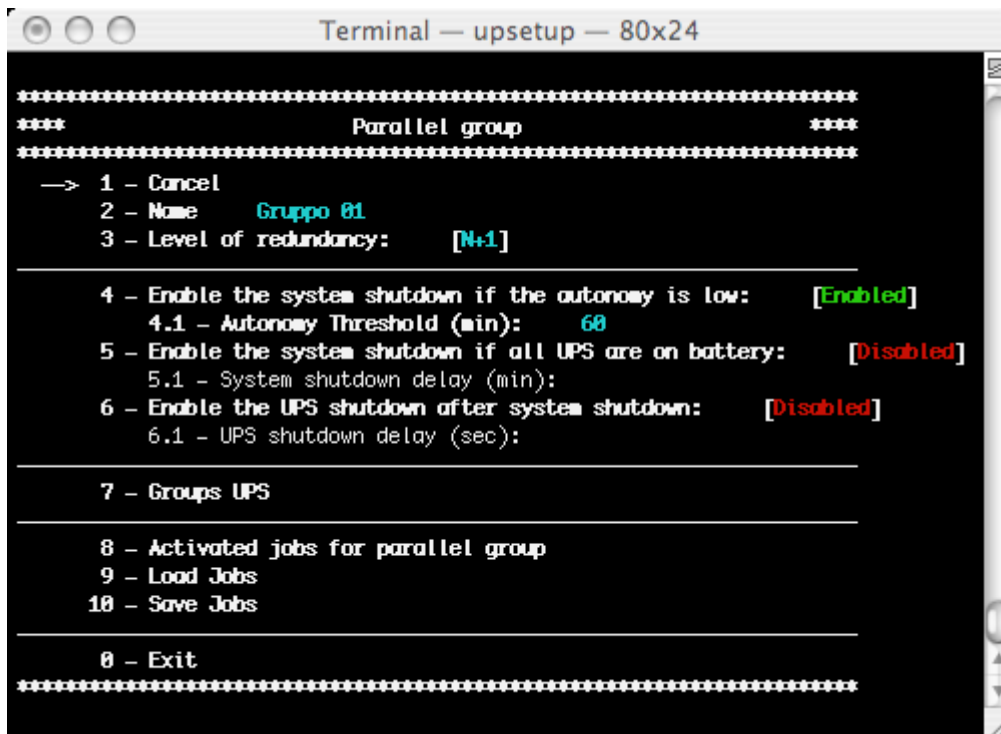 Terminal — upsetup — 80x24
*********************************************************************
**** Parallel group ****
*********************************************************************
—> 1 – Cancel
2 – Name Gruppo 01
3 – Level of redundancy: [N+1]
4 – Enable the system shutdown if the autonomy is low: [Enabled]
4.1 – Autonomy Threshold (min): 60
5 – Enable the system shutdown if all UPS are on battery: [Disabled]
5.1 – System shutdown delay (min):
6 – Enable the UPS shutdown after system shutdown: [Disabled]
6.1 – UPS shutdown delay (sec):
7 – Groups UPS
8 – Activated jobs for parallel group
9 – Load Jobs
10 – Save Jobs
0 – Exit
*********************************************************************